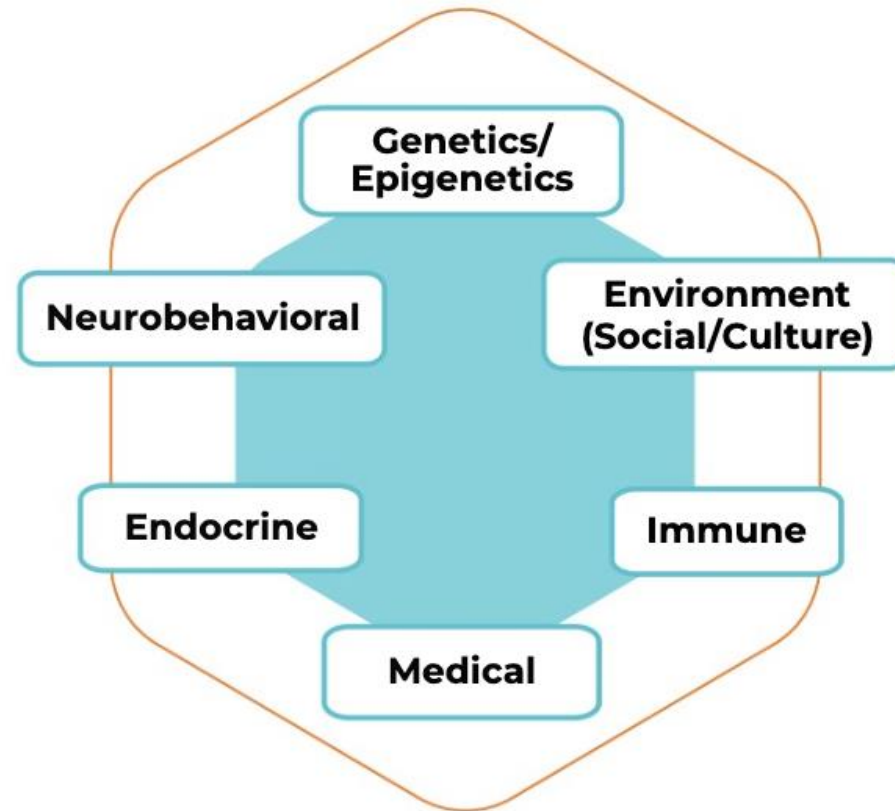 Genetics/
Epigenetics
Neurobehavioral
Environment
(Social/Culture)
Endocrine
Immune
Medical